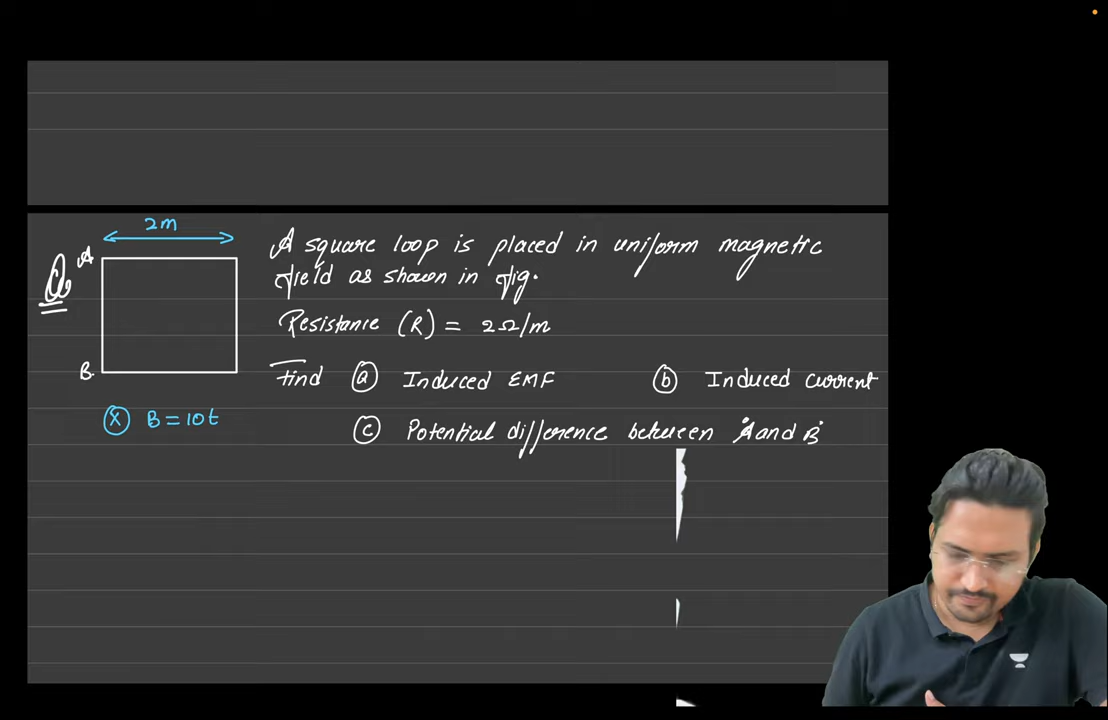 2m
Q A
A square loop is placed in uniform magnetic
field as shown in fig.
Resistance (R) = 2Ω/m
B
Find (a) Induced EMF (b) Induced current
(X) B = 10t
(c) Potential difference between A and B